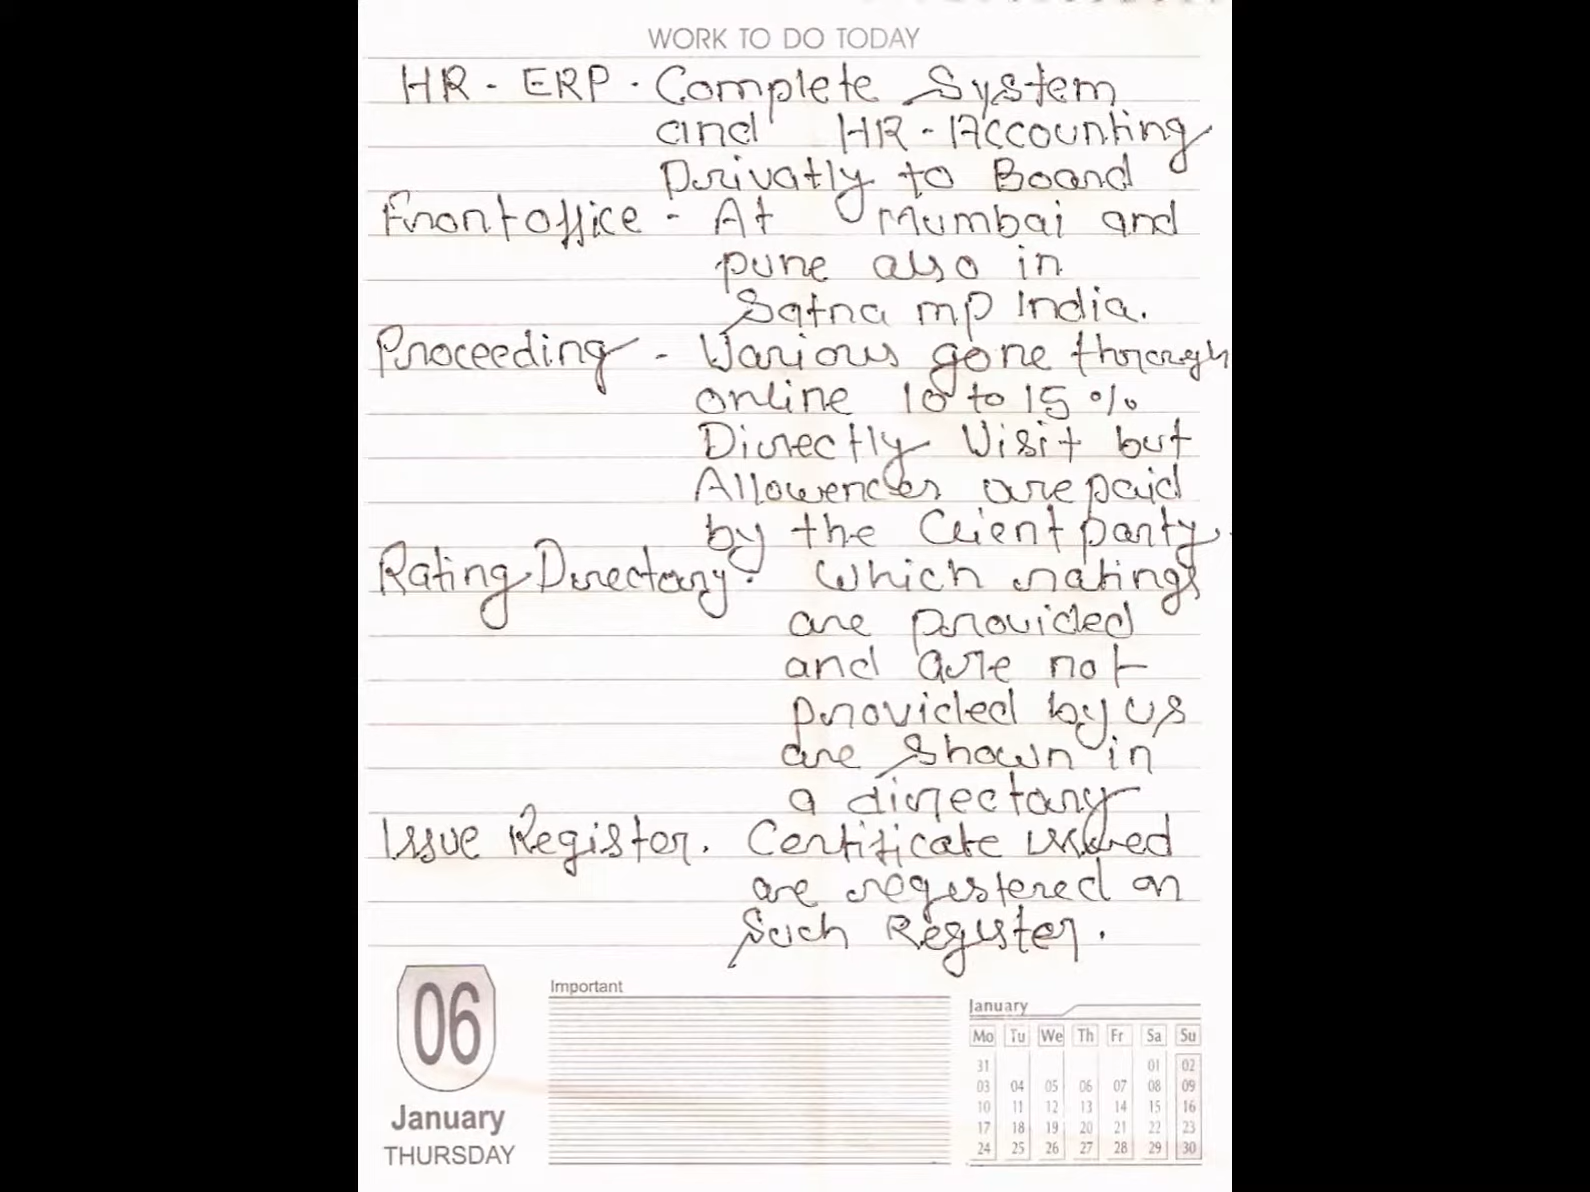 WORK TO DO TODAY
HR - ERP - Complete System
and HR - Accounting
Privatly to Board
Frontoffice - At Mumbai and
pune also in
Satna mp India.
Proceeding - Various gone through
online 10 to 15 %
Directly Visit but
Allowences are paid
by the Client party.
Rating Directory: Which ratings
are provided
and are not
provided by us
are shown in
a directory
Issue Register. Certificate issued
are registered on
Such Register.
06
January
THURSDAY
Important
January
Mo Tu We Th Fr Sa Su
31 01 02
03 04 05 06 07 08 09
10 11 12 13 14 15 16
17 18 19 20 21 22 23
24 25 26 27 28 29 30